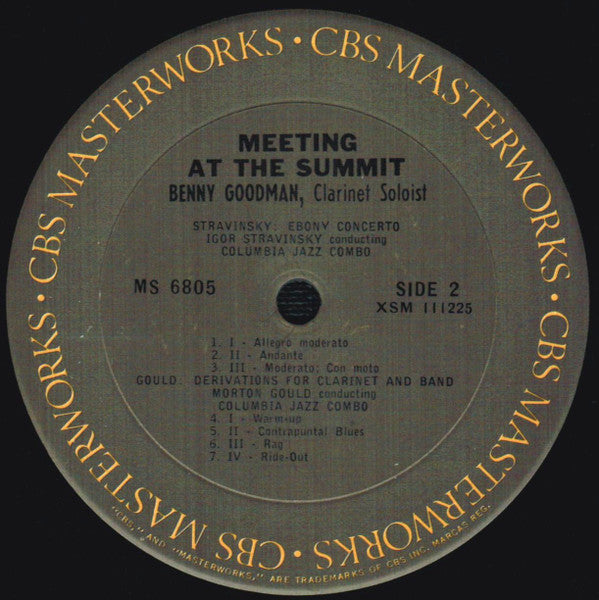 CBS MASTERWORKS • CBS MASTERWORKS • CBS MASTERWORKS • CBS MASTERWORKS •
MEETING
AT THE SUMMIT
BENNY GOODMAN, Clarinet Soloist
STRAVINSKY: EBONY CONCERTO
IGOR STRAVINSKY conducting
COLUMBIA JAZZ COMBO
MS 6805
SIDE 2
XSM 111225
1. I - Allegro moderato
2. II - Andante
3. III - Moderato; Con moto
GOULD: DERIVATIONS FOR CLARINET AND BAND
MORTON GOULD conducting
COLUMBIA JAZZ COMBO
4. I - Warm-up
5. II - Contrapuntal Blues
6. III - Rag
7. IV - Ride-Out
"CBS," AND "MASTERWORKS," ARE TRADEMARKS OF CBS INC. MARCAS REG.